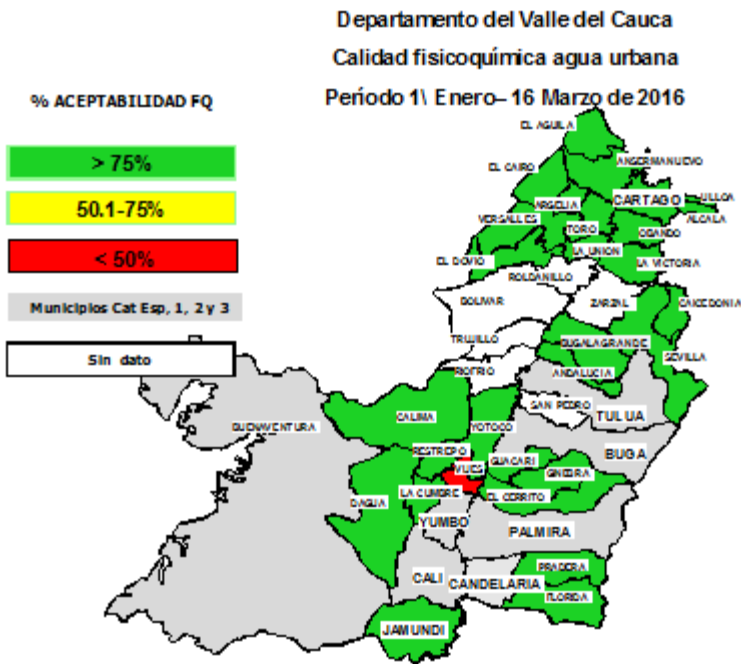 Departamento del Valle del Cauca
Calidad fisicoquímica agua urbana
Periodo 1\ Enero– 16 Marzo de 2016
% ACEPTABILIDAD FQ
> 75%
50.1-75%
< 50%
Municipios Cat Esp, 1, 2 y 3
Sin dato
EL AGUILA
ANSERMANUEVO
EL CAIRO
ARGELIA
CARTAGO
ULLOA
ALCALA
VERSALLES
TORO
OBANDO
LA UNION
EL DOVIO
LA VICTORIA
ROLDANILLO
BOLIVAR
ZARZAL
CAICEDONIA
TRUJILLO
BUGALAGRANDE
SEVILLA
RIOFRIO
ANDALUCIA
SAN PEDRO
TULUA
CALIMA
BUENAVENTURA
YOTOCO
RESTREPO
GUACARI
BUGA
VIJES
GINEBRA
LA CUMBRE
EL CERRITO
DAGUA
YUMBO
PALMIRA
PRADERA
CALI
CANDELARIA
FLORIDA
JAMUNDI